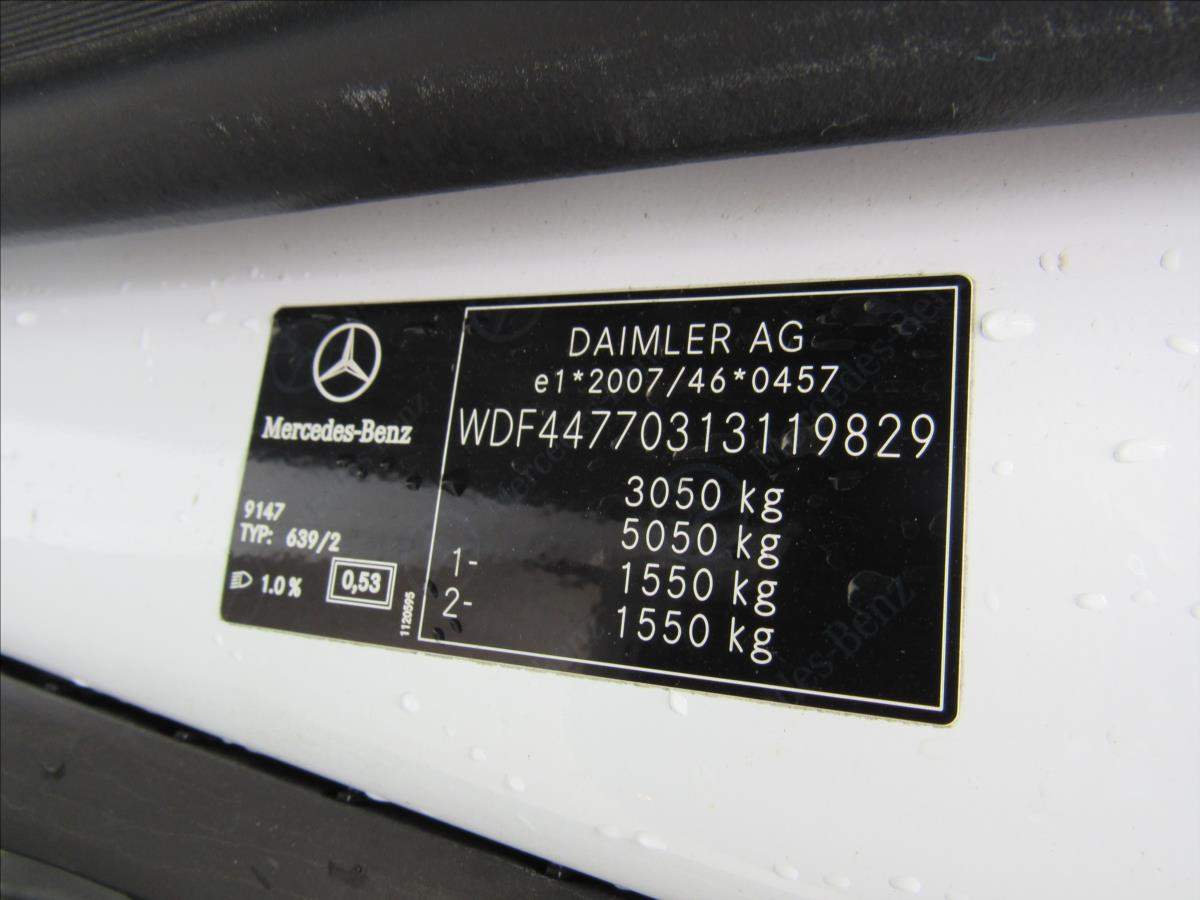 Mercedes-Benz
9147
TYP: 639/2
1.0%
0,53
1120595
DAIMLER AG
e1*2007/46*0457
WDF44770313119829
3050 kg
5050 kg
1- 1550 kg
2- 1550 kg